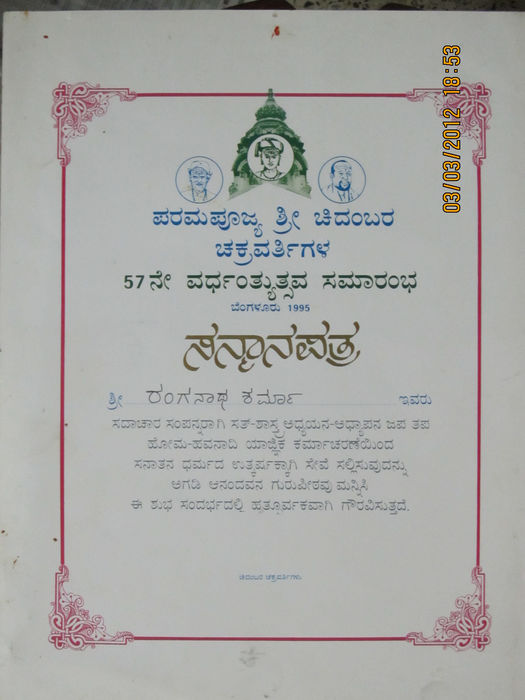 03/03/2012 18:53
ಪರಮಪೂಜ್ಯ ಶ್ರೀ ಚಿದಂಬರ
ಚಕ್ರವರ್ತಿಗಳ
57ನೇ ವರ್ಧಂತ್ಯುತ್ಸವ ಸಮಾರಂಭ
ಬೆಂಗಳೂರು 1995
ಸನ್ಮಾನಪತ್ರ
ಶ್ರೀ ರಂಗನಾಥ ಶರ್ಮಾ ಇವರು
ಸದಾಚಾರ ಸಂಪನ್ನರಾಗಿ ಸತ್-ಶಾಸ್ತ್ರ ಅಧ್ಯಯನ-ಅಧ್ಯಾಪನ ಜಪ ತಪ
ಹೋಮ-ಹವನಾದಿ ಯಾಜ್ಞಿಕ ಕರ್ಮಾಚರಣೆಯಿಂದ
ಸನಾತನ ಧರ್ಮದ ಉತ್ಕರ್ಷಕ್ಕಾಗಿ ಸೇವೆ ಸಲ್ಲಿಸುವುದನ್ನು
ಅಗಡಿ ಆನಂದವನ ಗುರುಪೀಠವು ಮನ್ನಿಸಿ
ಈ ಶುಭ ಸಂದರ್ಭದಲ್ಲಿ ಹೃತ್ಪೂರ್ವಕವಾಗಿ ಗೌರವಿಸುತ್ತದೆ.
ಚಿದಂಬರ ಚಕ್ರವರ್ತಿಗಳು